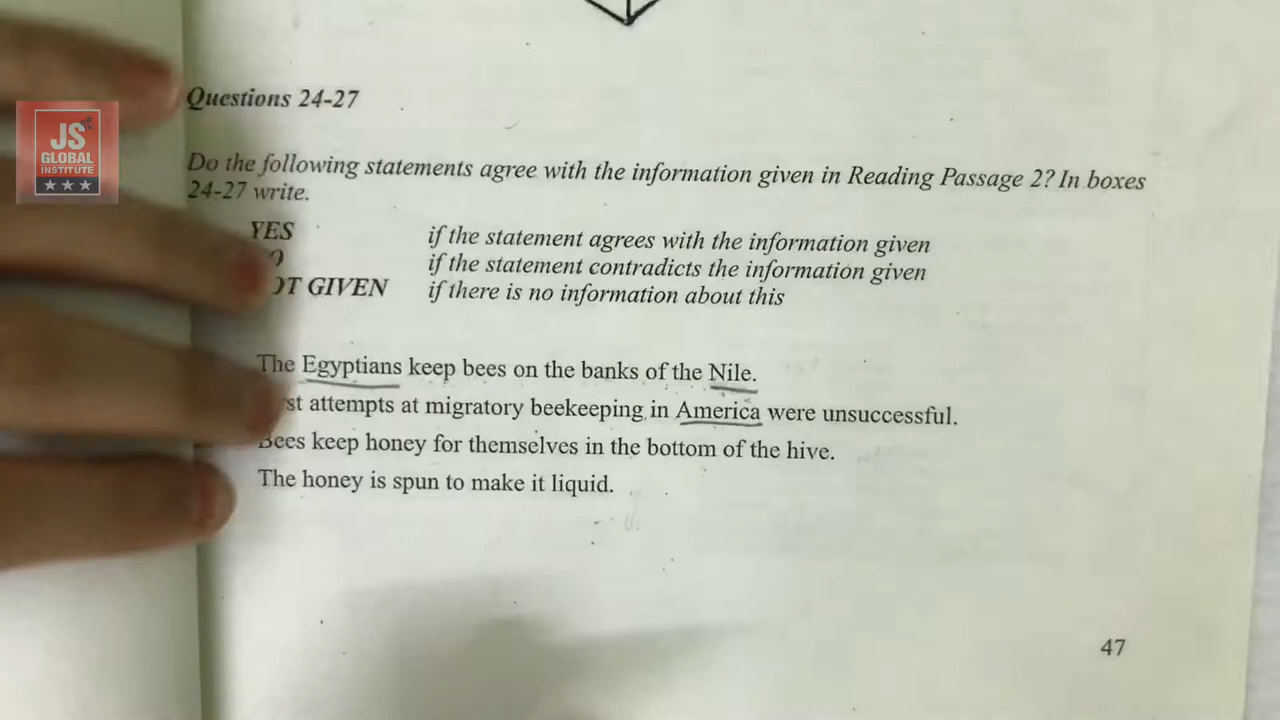 JS
GLOBAL
INSTITUTE
Questions 24-27
Do the following statements agree with the information given in Reading Passage 2? In boxes
24-27 write.
YES if the statement agrees with the information given
if the statement contradicts the information given
GIVEN if there is no information about this
The Egyptians keep bees on the banks of the Nile.
attempts at migratory beekeeping in America were unsuccessful.
Bees keep honey for themselves in the bottom of the hive.
The honey is spun to make it liquid.
47